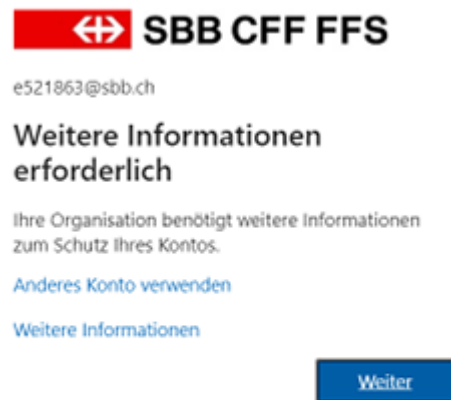 SBB CFF FFS
e521863@sbb.ch
Weitere Informationen
erforderlich
Ihre Organisation benötigt weitere Informationen
zum Schutz Ihres Kontos.
Anderes Konto verwenden
Weitere Informationen
Weiter